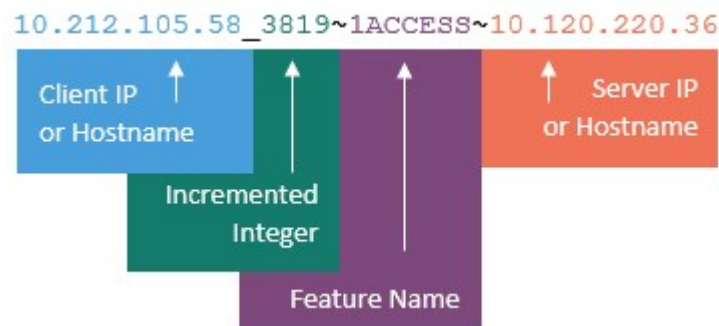 10.212.105.58_3819~1ACCESS~10.120.220.36
Client IP
or Hostname
Server IP
or Hostname
Incremented
Integer
Feature Name